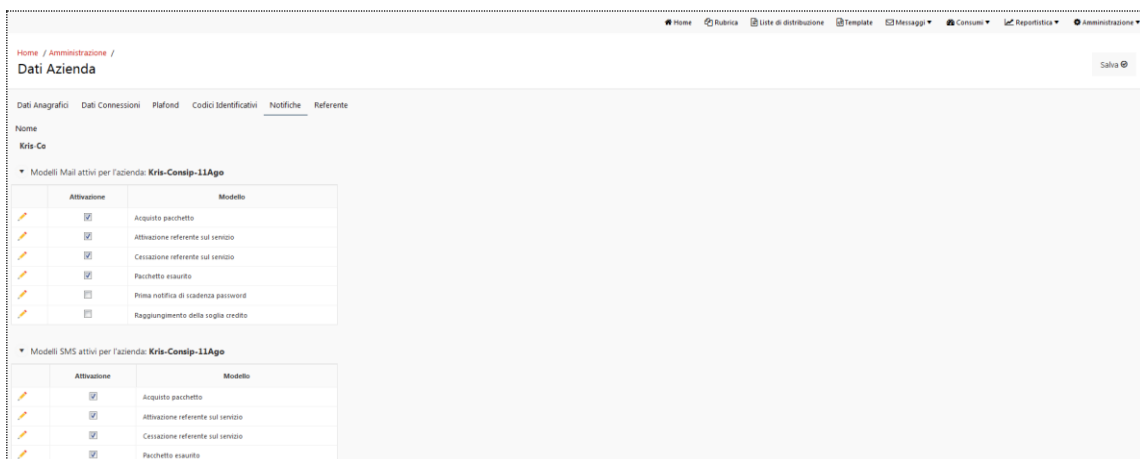 Home Rubrica Liste di distribuzione Template Messaggi Consumi Reportistica Amministrazione
Home / Amministrazione /
Dati Azienda
Salva
Dati Anagrafici Dati Connessioni Plafond Codici Identificativi Notifiche Referente
Nome
Kris-Co
Modelli Mail attivi per l'azienda: Kris-Consip-11Ago
Attivazione Modello
Acquisto pacchetto
Attivazione referente sul servizio
Cessazione referente sul servizio
Pacchetto esaurito
Prima notifica di scadenza password
Raggiungimento della soglia credito
Modelli SMS attivi per l'azienda: Kris-Consip-11Ago
Attivazione Modello
Acquisto pacchetto
Attivazione referente sul servizio
Cessazione referente sul servizio
Pacchetto esaurito